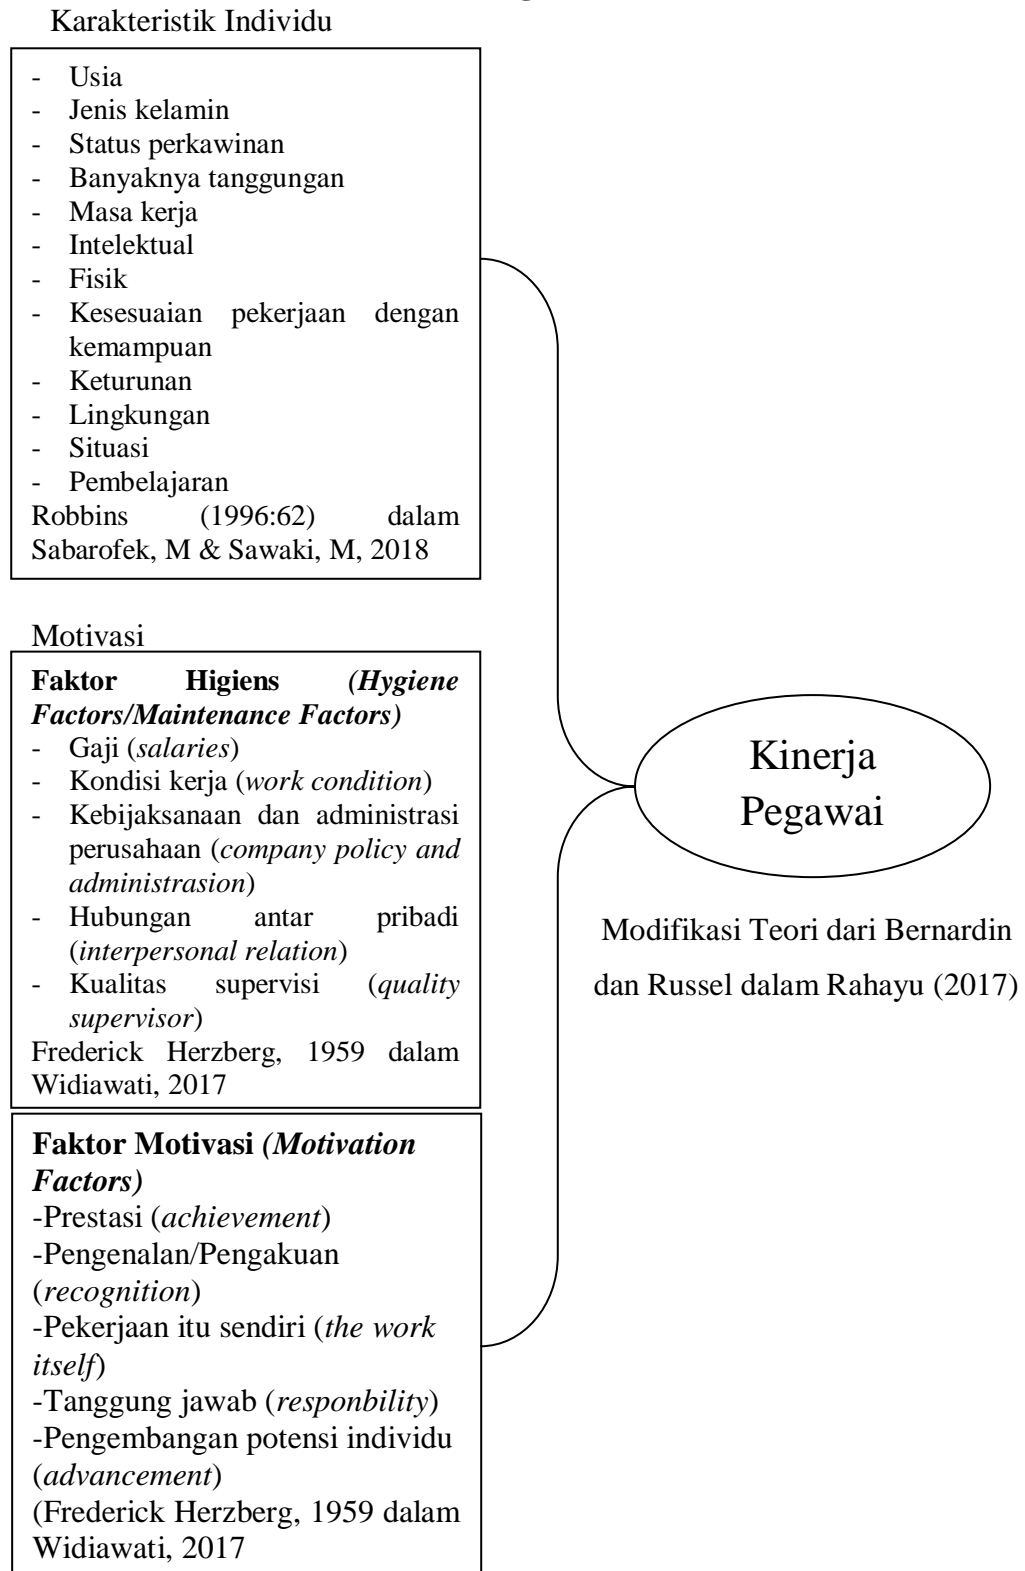 Karakteristik Individu
- Usia
- Jenis kelamin
- Status perkawinan
- Banyaknya tanggungan
- Masa kerja
- Intelektual
- Fisik
- Kesesuaian pekerjaan dengan
kemampuan
- Keturunan
- Lingkungan
- Situasi
- Pembelajaran
Robbins (1996:62) dalam
Sabarofek, M & Sawaki, M, 2018
Motivasi
Faktor Higiens (Hygiene
Factors/Maintenance Factors)
- Gaji (salaries)
- Kondisi kerja (work condition)
- Kebijaksanaan dan administrasi
perusahaan (company policy and
administrasion)
- Hubungan antar pribadi
(interpersonal relation)
- Kualitas supervisi (quality
supervisor)
Frederick Herzberg, 1959 dalam
Widiawati, 2017
Faktor Motivasi (Motivation
Factors)
-Prestasi (achievement)
-Pengenalan/Pengakuan
(recognition)
-Pekerjaan itu sendiri (the work
itself)
-Tanggung jawab (responbility)
-Pengembangan potensi individu
(advancement)
(Frederick Herzberg, 1959 dalam
Widiawati, 2017
Kinerja
Pegawai
Modifikasi Teori dari Bernardin
dan Russel dalam Rahayu (2017)